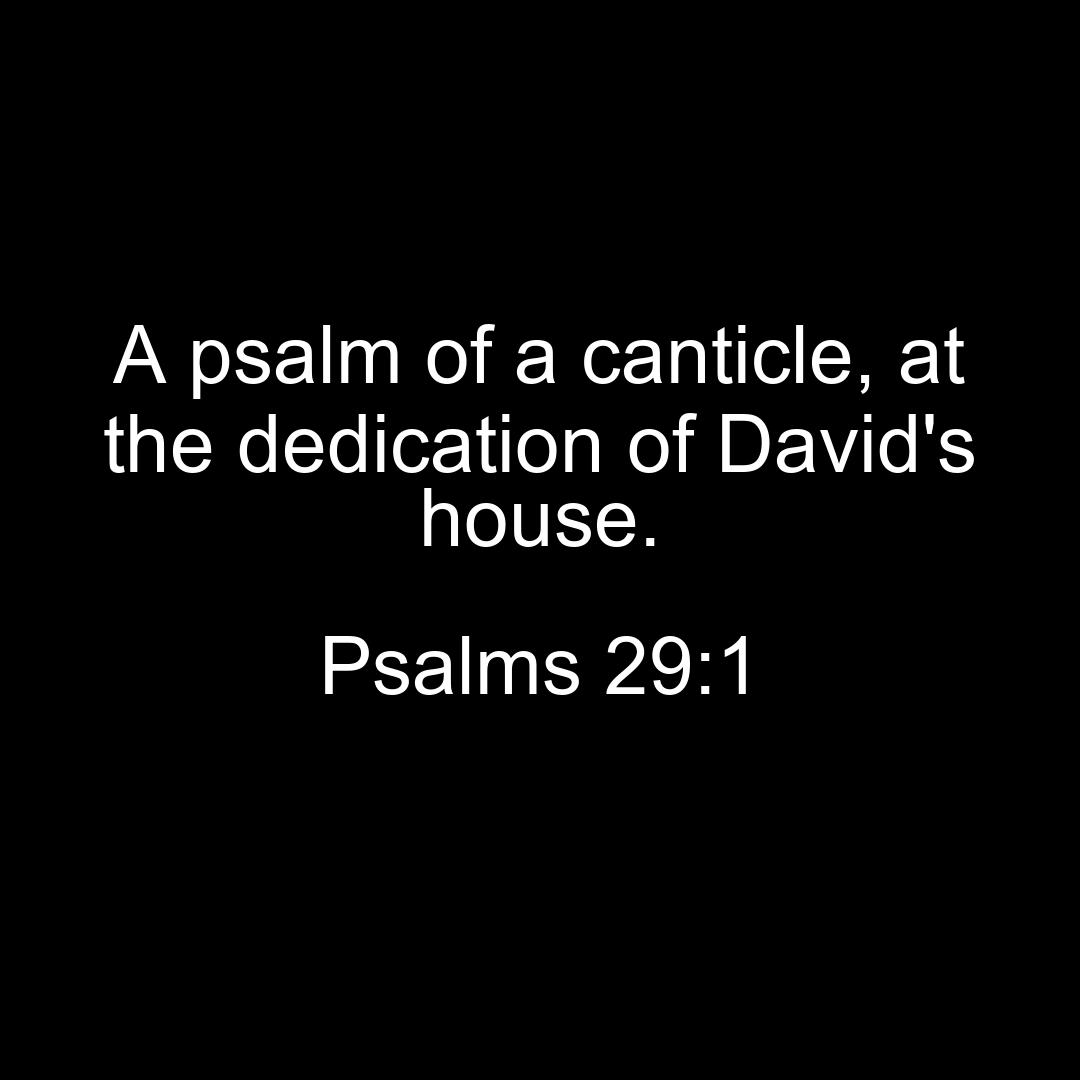 A psalm of a canticle, at
the dedication of David's
house.
Psalms 29:1